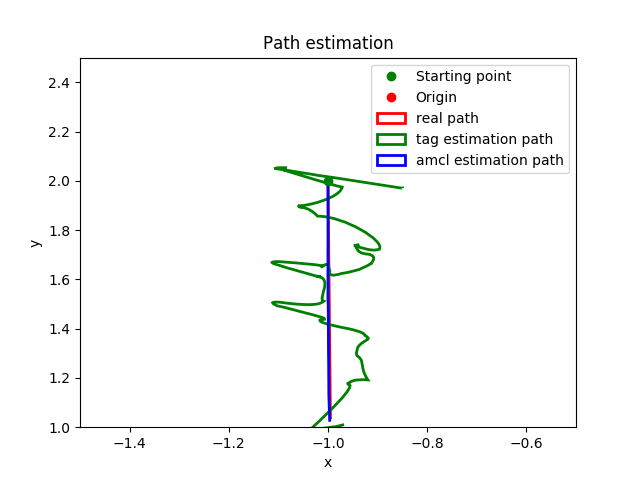 Path estimation
Starting point
Origin
real path
tag estimation path
amcl estimation path
y
2.4
2.2
2.0
1.8
1.6
1.4
1.2
1.0
−1.4 −1.2 −1.0 −0.8 −0.6
x